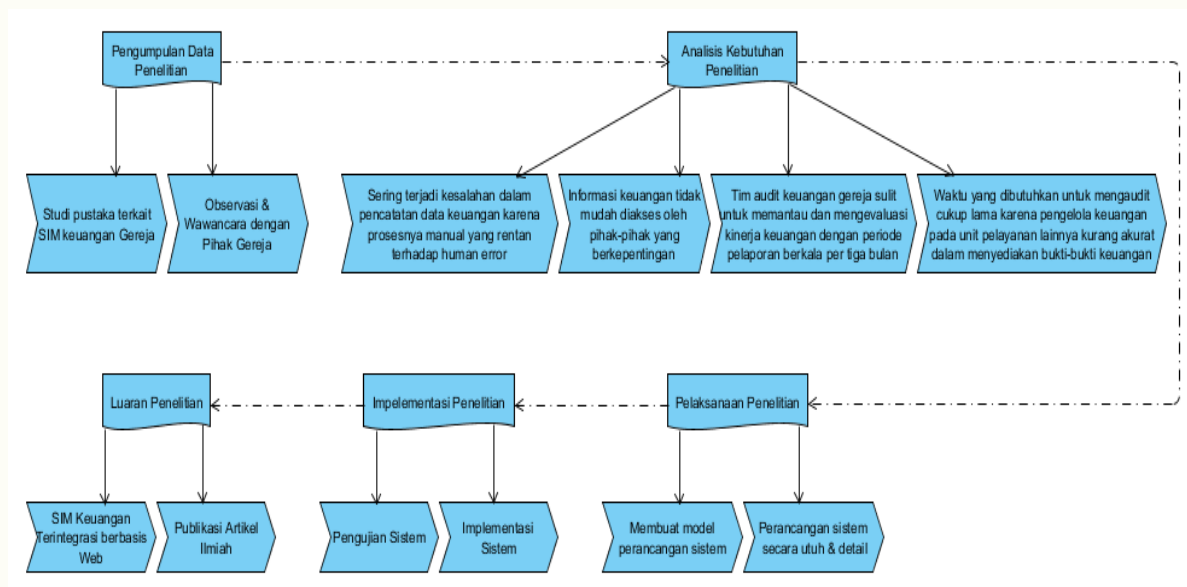 Pengumpulan Data
Penelitian
Analisis Kebutuhan
Penelitian
Studi pustaka terkait
SIM keuangan Gereja
Observasi &
Wawancara dengan
Pihak Gereja
Sering terjadi kesalahan dalam
pencatatan data keuangan karena
prosesnya manual yang rentan
terhadap human error
Informasi keuangan tidak
mudah diakses oleh
pihak-pihak yang
berkepentingan
Tim audit keuangan gereja sulit
untuk memantau dan mengevaluasi
kinerja keuangan dengan periode
pelaporan berkala per tiga bulan
Waktu yang dibutuhkan untuk mengaudit
cukup lama karena pengelola keuangan
pada unit pelayanan lainnya kurang akurat
dalam menyediakan bukti-bukti keuangan
Luaran Penelitian
Impelementasi Penelitian
Pelaksanaan Penelitian
SIM Keuangan
Terintegrasi berbasis
Web
Publikasi Artikel
Ilmiah
Pengujian Sistem
Implementasi
Sistem
Membuat model
perancangan sistem
Perancangan sistem
secara utuh & detail